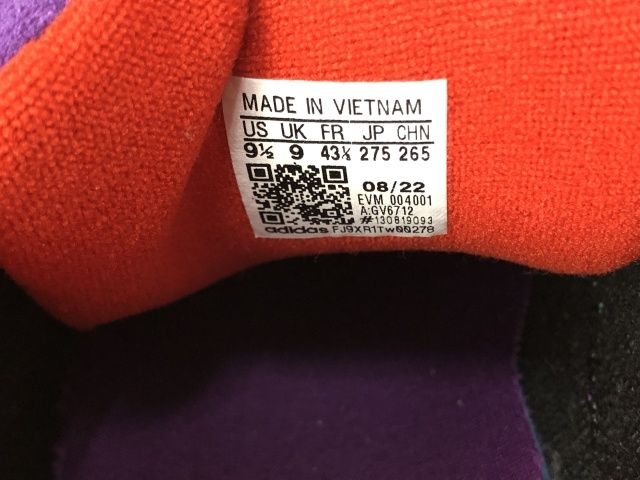 MADE IN VIETNAM
US UK FR JP CHN
9½ 9 43⅓ 275 265
08/22
EVM 004001
A:GV6712
#130819093
adidas FJ9XR1Tw00278